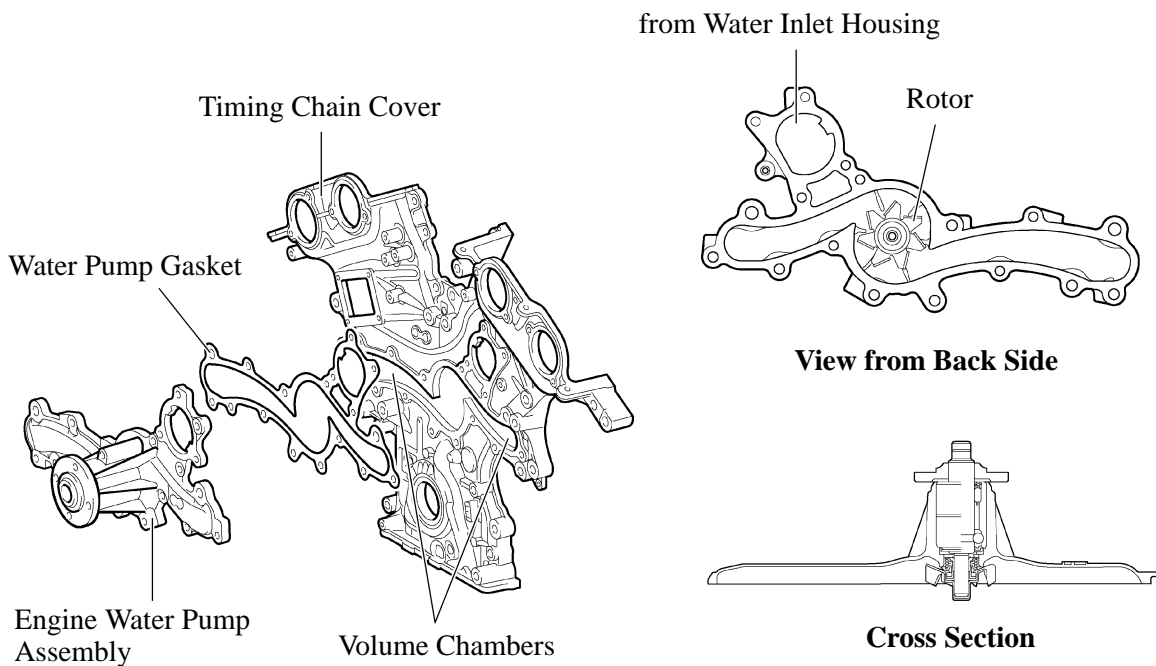 from Water Inlet Housing
Timing Chain Cover
Rotor
Water Pump Gasket
View from Back Side
Engine Water Pump
Assembly
Volume Chambers
Cross Section